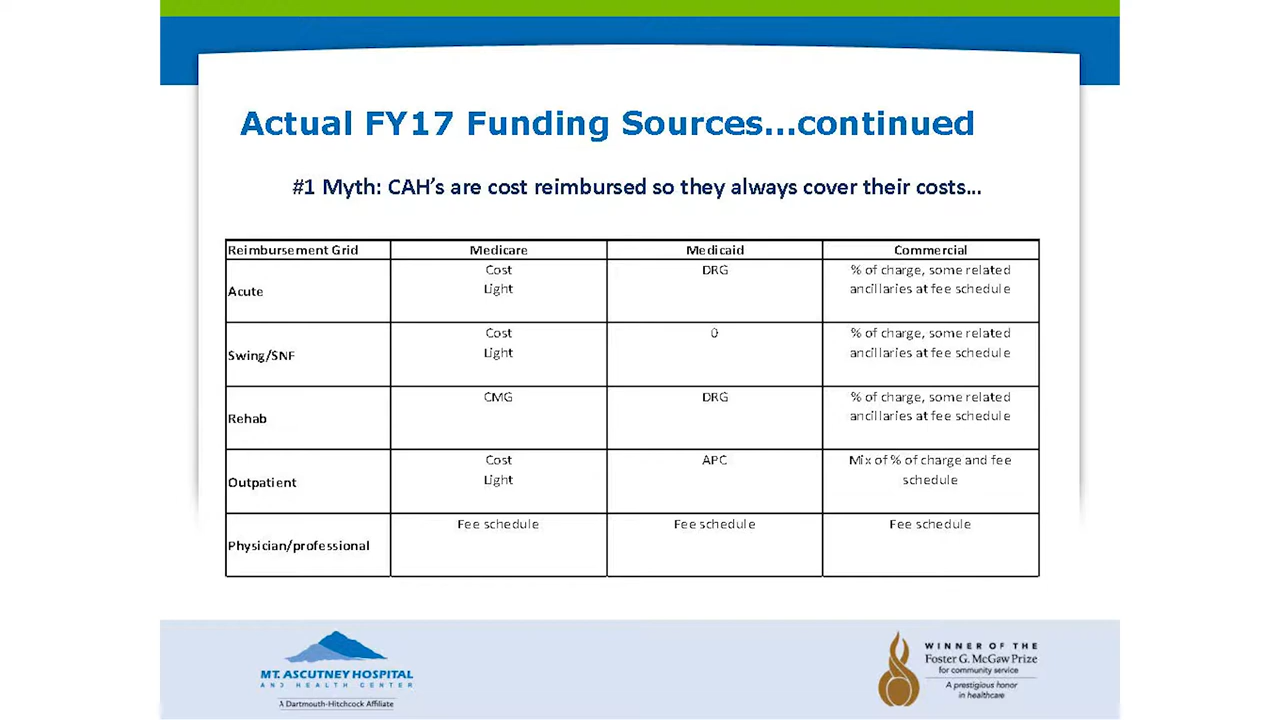 Actual FY17 Funding Sources...continued
#1 Myth: CAH's are cost reimbursed so they always cover their costs...
Reimbursement Grid Medicare Medicaid Commercial
Acute
Cost
Light
DRG
% of charge, some related
ancillaries at fee schedule
Swing/SNF
Cost
Light
0
% of charge, some related
ancillaries at fee schedule
Rehab
CMG
DRG
% of charge, some related
ancillaries at fee schedule
Outpatient
Cost
Light
APC
Mix of % of charge and fee
schedule
Physician/professional
Fee schedule
Fee schedule
Fee schedule
MT. ASCUTNEY HOSPITAL
AND HEALTH CENTER
A Dartmouth-Hitchcock Affiliate
WINNER OF THE
Foster G. McGaw Prize
for community service
A prestigious honor
in healthcare